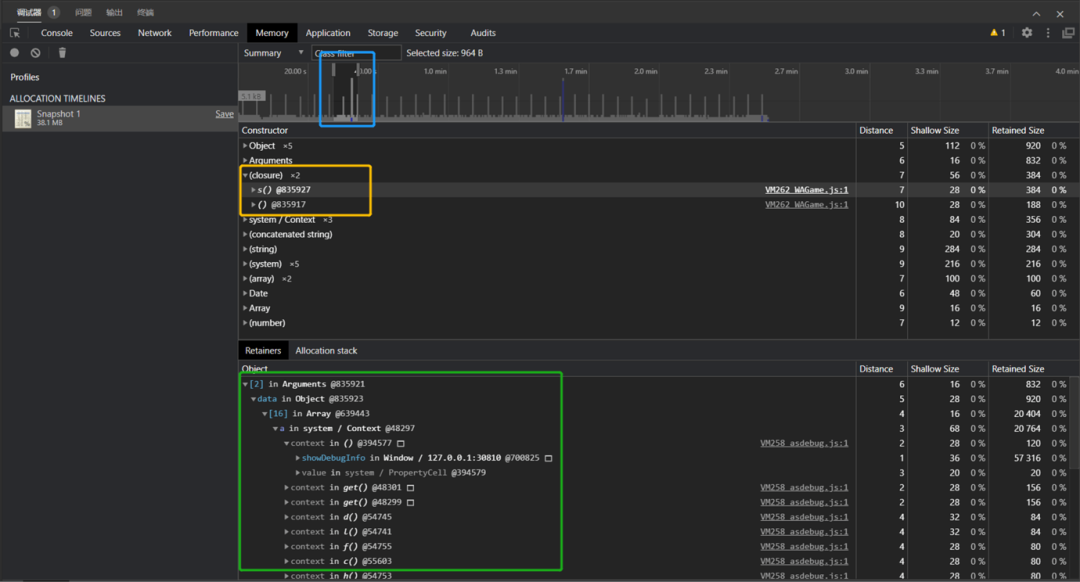 调试器 1 问题 输出 终端
Console Sources Network Performance Memory Application Storage Security Audits 1
Summary Class filter Selected size: 964 B
Profiles
20.00 s 1.0 min 1.3 min 1.7 min 2.0 min 2.3 min 2.7 min 3.0 min 3.3 min 3.7 min 4.0 min
5.1 kB
ALLOCATION TIMELINES
Snapshot 1 Save
38.1 MB
Constructor Distance Shallow Size Retained Size
Object ×5 5 112 0 % 920 0 %
Arguments 6 16 0 % 832 0 %
(closure) ×2 7 56 0 % 384 0 %
s() @835927 VM262 WAGame.js:1 7 28 0 % 384 0 %
() @835917 VM262 WAGame.js:1 10 28 0 % 188 0 %
system / Context ×3 8 84 0 % 356 0 %
(concatenated string) 8 20 0 % 304 0 %
(string) 9 284 0 % 284 0 %
(system) ×5 9 216 0 % 216 0 %
(array) ×2 7 100 0 % 100 0 %
Date 6 48 0 % 60 0 %
Array 9 16 0 % 16 0 %
(number) 7 12 0 % 12 0 %
Retainers Allocation stack
Object Distance Shallow Size Retained Size
[2] in Arguments @835921 6 16 0 % 832 0 %
data in Object @835923 5 28 0 % 920 0 %
[16] in Array @639443 4 16 0 % 20 404 0 %
a in system / Context @48297 3 68 0 % 20 764 0 %
context in () @394577 VM258 asdebug.js:1 2 28 0 % 120 0 %
showDebugInfo in Window / 127.0.0.1:30810 @700825 1 36 0 % 57 316 0 %
value in system / PropertyCell @394579 3 20 0 % 20 0 %
context in get() @48301 VM258 asdebug.js:1 2 28 0 % 156 0 %
context in get() @48299 VM258 asdebug.js:1 2 28 0 % 156 0 %
context in d() @54745 VM258 asdebug.js:1 4 32 0 % 84 0 %
context in l() @54741 VM258 asdebug.js:1 4 32 0 % 84 0 %
context in f() @54755 VM258 asdebug.js:1 4 28 0 % 80 0 %
context in c() @55603 VM258 asdebug.js:1 4 28 0 % 80 0 %
context in h() @54753 VM258 asdebug.js:1 4 28 0 % 80 0 %